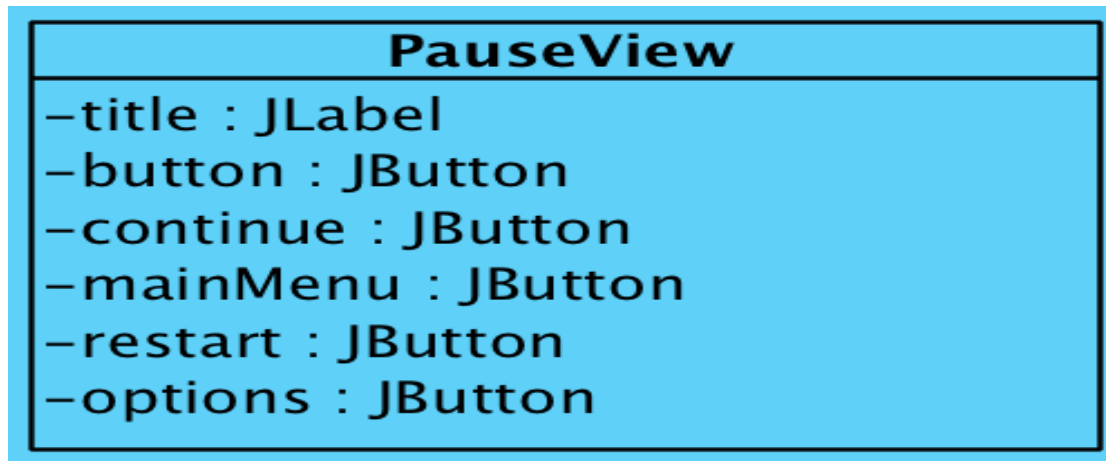 PauseView
-title : JLabel
-button : JButton
-continue : JButton
-mainMenu : JButton
-restart : JButton
-options : JButton